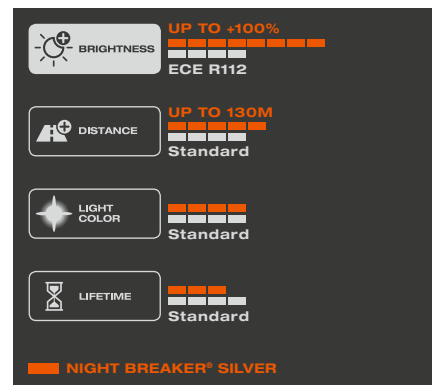 UP TO +100%
BRIGHTNESS
ECE R112
UP TO 130M
DISTANCE
Standard
LIGHT
COLOR
Standard
LIFETIME
Standard
NIGHT BREAKER® SILVER